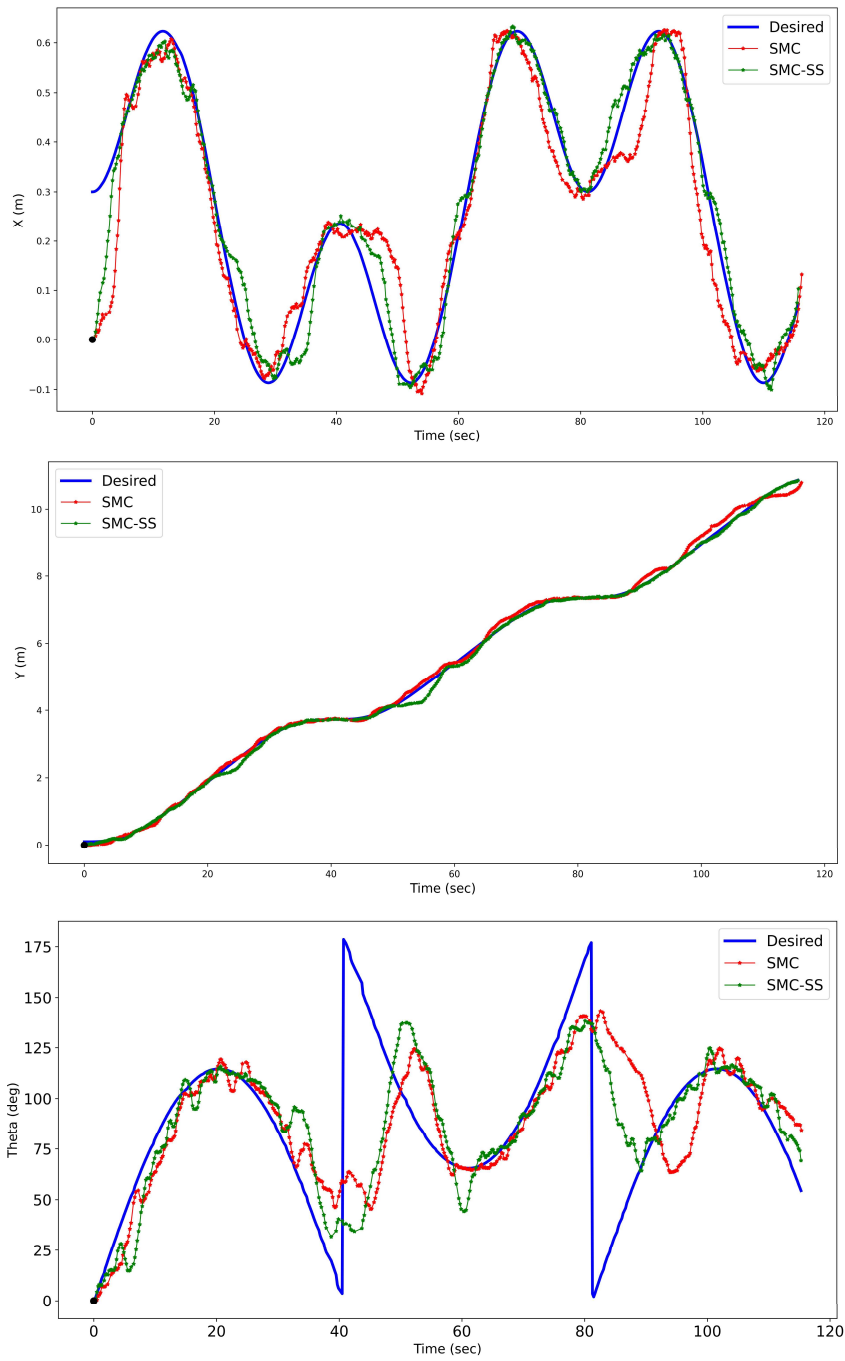 0.6
0.5
0.4
0.3
0.2
0.1
0.0
−0.1
X (m)
Desired
SMC
SMC-SS
0 20 40 60 80 100 120
Time (sec)
10
8
6
4
2
0
Y (m)
Desired
SMC
SMC-SS
0 20 40 60 80 100 120
Time (sec)
175
150
125
100
75
50
25
0
Theta (deg)
Desired
SMC
SMC-SS
0 20 40 60 80 100 120
Time (sec)